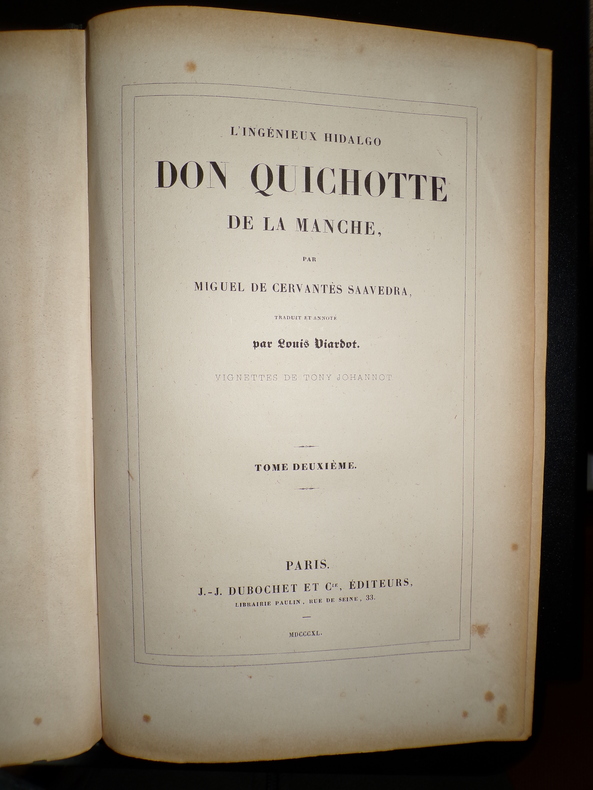 L'INGÉNIEUX HIDALGO
DON QUICHOTTE
DE LA MANCHE,
PAR
MIGUEL DE CERVANTÉS SAAVEDRA,
TRADUIT ET ANNOTÉ
par Louis Viardot.
VIGNETTES DE TONY JOHANNOT
TOME DEUXIÈME.
PARIS.
J.-J. DUBOCHET ET Cie, ÉDITEURS,
LIBRAIRIE PAULIN, RUE DE SEINE, 33.
MDCCCXL.